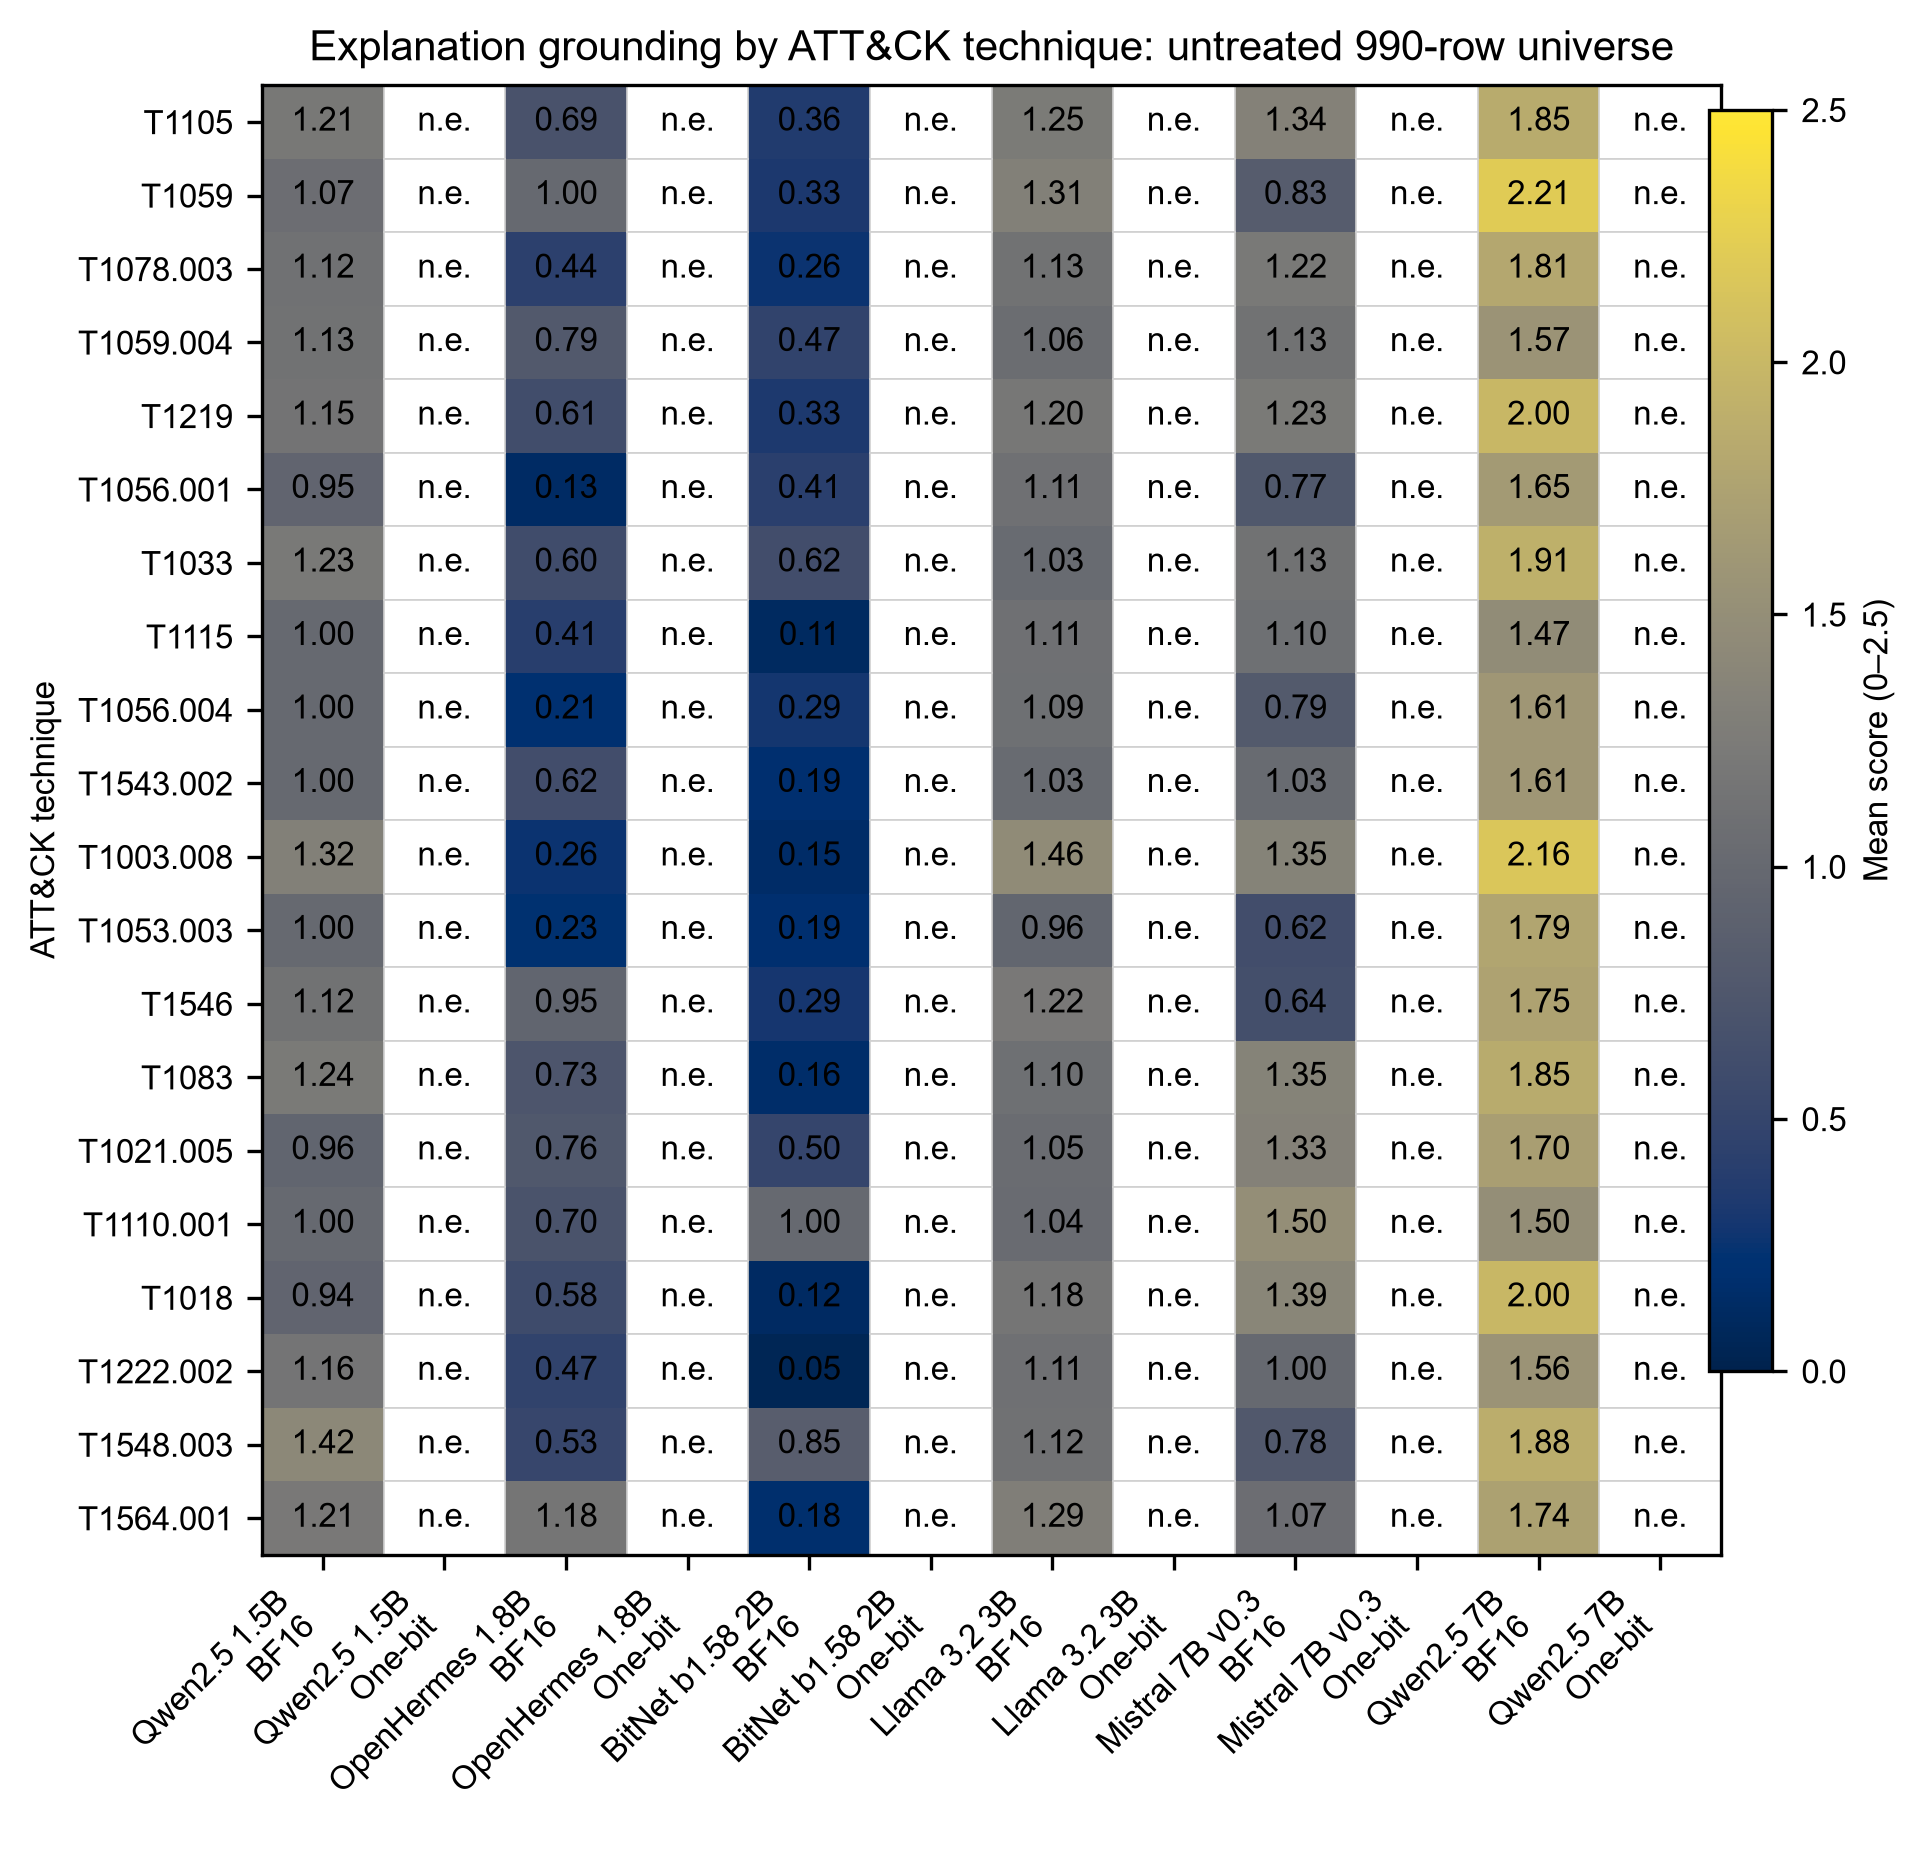 Explanation grounding by ATT&CK technique: untreated 990-row universe
T1105 1.21 n.e. 0.69 n.e. 0.36 n.e. 1.25 n.e. 1.34 n.e. 1.85 n.e.
T1059 1.07 n.e. 1.00 n.e. 0.33 n.e. 1.31 n.e. 0.83 n.e. 2.21 n.e.
T1078.003 1.12 n.e. 0.44 n.e. 0.26 n.e. 1.13 n.e. 1.22 n.e. 1.81 n.e.
T1059.004 1.13 n.e. 0.79 n.e. 0.47 n.e. 1.06 n.e. 1.13 n.e. 1.57 n.e.
T1219 1.15 n.e. 0.61 n.e. 0.33 n.e. 1.20 n.e. 1.23 n.e. 2.00 n.e.
T1056.001 0.95 n.e. 0.13 n.e. 0.41 n.e. 1.11 n.e. 0.77 n.e. 1.65 n.e.
T1033 1.23 n.e. 0.60 n.e. 0.62 n.e. 1.03 n.e. 1.13 n.e. 1.91 n.e.
T1115 1.00 n.e. 0.41 n.e. 0.11 n.e. 1.11 n.e. 1.10 n.e. 1.47 n.e.
T1056.004 1.00 n.e. 0.21 n.e. 0.29 n.e. 1.09 n.e. 0.79 n.e. 1.61 n.e.
T1543.002 1.00 n.e. 0.62 n.e. 0.19 n.e. 1.03 n.e. 1.03 n.e. 1.61 n.e.
T1003.008 1.32 n.e. 0.26 n.e. 0.15 n.e. 1.46 n.e. 1.35 n.e. 2.16 n.e.
T1053.003 1.00 n.e. 0.23 n.e. 0.19 n.e. 0.96 n.e. 0.62 n.e. 1.79 n.e.
T1546 1.12 n.e. 0.95 n.e. 0.29 n.e. 1.22 n.e. 0.64 n.e. 1.75 n.e.
T1083 1.24 n.e. 0.73 n.e. 0.16 n.e. 1.10 n.e. 1.35 n.e. 1.85 n.e.
T1021.005 0.96 n.e. 0.76 n.e. 0.50 n.e. 1.05 n.e. 1.33 n.e. 1.70 n.e.
T1110.001 1.00 n.e. 0.70 n.e. 1.00 n.e. 1.04 n.e. 1.50 n.e. 1.50 n.e.
T1018 0.94 n.e. 0.58 n.e. 0.12 n.e. 1.18 n.e. 1.39 n.e. 2.00 n.e.
T1222.002 1.16 n.e. 0.47 n.e. 0.05 n.e. 1.11 n.e. 1.00 n.e. 1.56 n.e.
T1548.003 1.42 n.e. 0.53 n.e. 0.85 n.e. 1.12 n.e. 0.78 n.e. 1.88 n.e.
T1564.001 1.21 n.e. 1.18 n.e. 0.18 n.e. 1.29 n.e. 1.07 n.e. 1.74 n.e.
ATT&CK technique
Qwen2.5 1.5B
BF16
Qwen2.5 1.5B
One-bit
OpenHermes 1.8B
BF16
OpenHermes 1.8B
One-bit
BitNet b1.58 2B
BF16
BitNet b1.58 2B
One-bit
Llama 3.2 3B
BF16
Llama 3.2 3B
One-bit
Mistral 7B v0.3
BF16
Mistral 7B v0.3
One-bit
Qwen2.5 7B
BF16
Qwen2.5 7B
One-bit
2.5
2.0
1.5
1.0
0.5
0.0
Mean score (0–2.5)